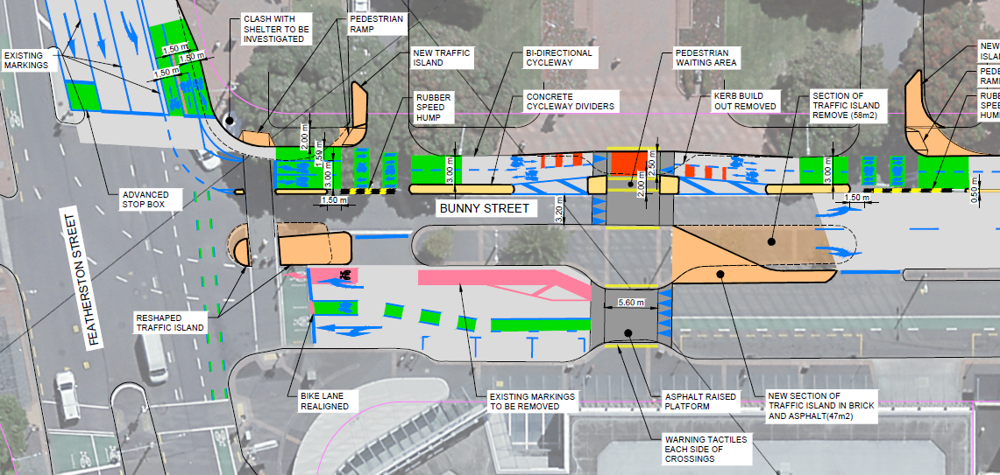 CLASH WITH
SHELTER TO BE
INVESTIGATED
PEDESTRIAN
RAMP
EXISTING
MARKINGS
1.50 m
1.50 m
1.50 m
NEW TRAFFIC
ISLAND
BI-DIRECTIONAL
CYCLEWAY
PEDESTRIAN
WAITING AREA
RUBBER
SPEED
HUMP
CONCRETE
CYCLEWAY DIVIDERS
KERB BUILD
OUT REMOVED
SECTION OF
TRAFFIC ISLAND
REMOVE (58m2)
NEW
PEDE
RAM
SPEE
HUM
2.00 m
1.50 m
3.00 m
3.00 m
2.50 m
2.00 m
3.00 m
0.50 m
1.50 m
1.50 m
3.20 m
ADVANCED
STOP BOX
BUNNY STREET
FEATHERSTON STREET
RESHAPED
TRAFFIC ISLAND
5.60 m
BIKE LANE
REALIGNED
EXISTING MARKINGS
TO BE REMOVED
ASPHALT RAISED
PLATFORM
NEW SECTION OF
TRAFFIC ISLAND IN BRICK
AND ASPHALT(47m2)
WARNING TACTILES
EACH SIDE OF
CROSSINGS